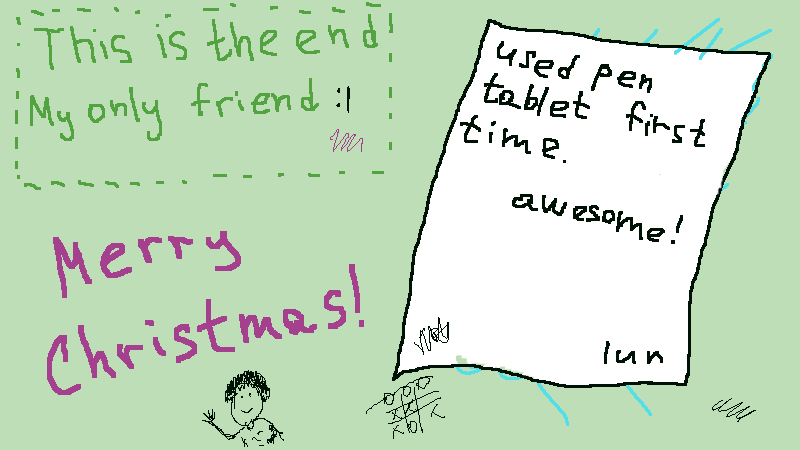 This is the end!
My only friend :|
used pen
tablet first
time.
awesome!
lun
Merry
Christmas!